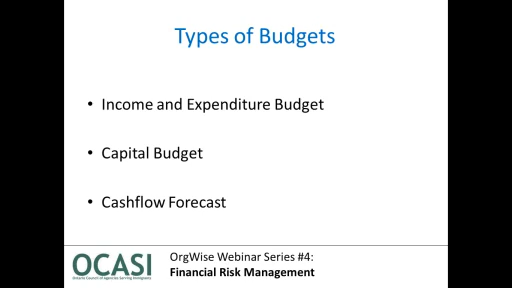 Types of Budgets
• Income and Expenditure Budget
• Capital Budget
• Cashflow Forecast
OCASI
Ontario Council of Agencies Serving Immigrants
OrgWise Webinar Series #4:
Financial Risk Management